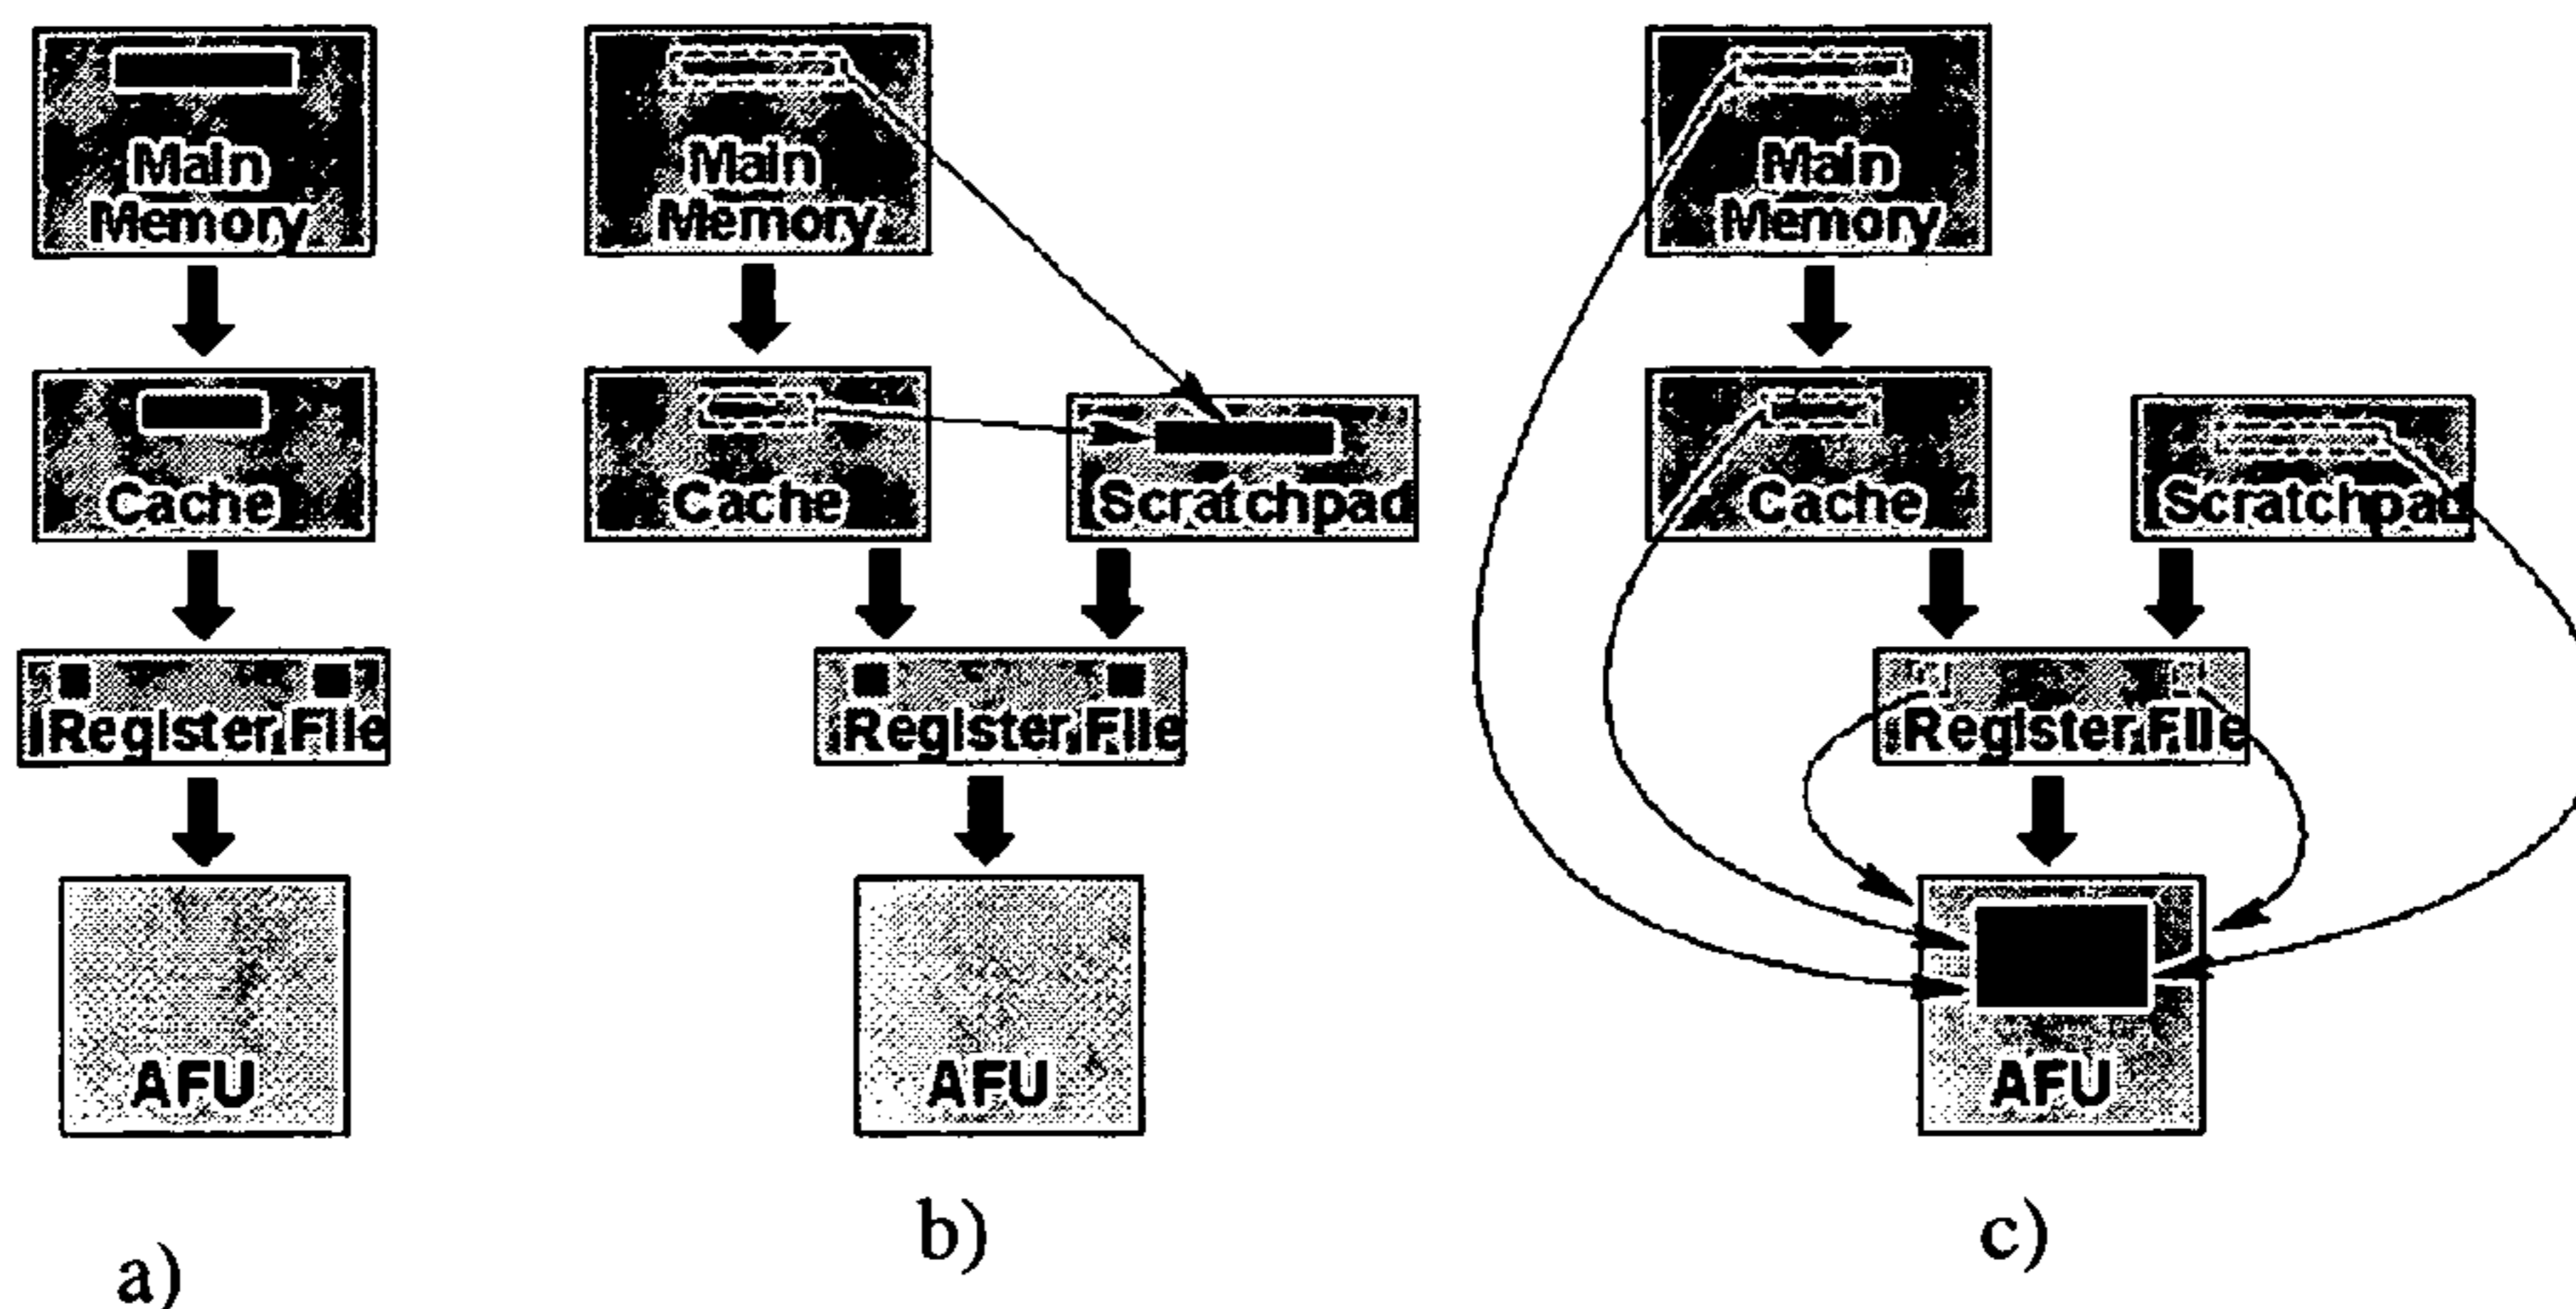 Main
Memory
Cache
Register File
AFU
a)
Main
Memory
Cache
Scratchpad
Register File
AFU
b)
Main
Memory
Cache
Scratchpad
Register File
AFU
c)